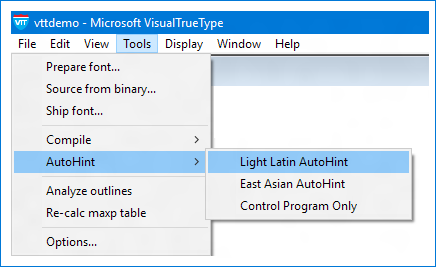 VTT vttdemo - Microsoft VisualTrueType
File Edit View Tools Display Window Help
Prepare font...
Source from binary...
Ship font...
Compile
AutoHint
Light Latin AutoHint
East Asian AutoHint
Control Program Only
Analyze outlines
Re-calc maxp table
Options...